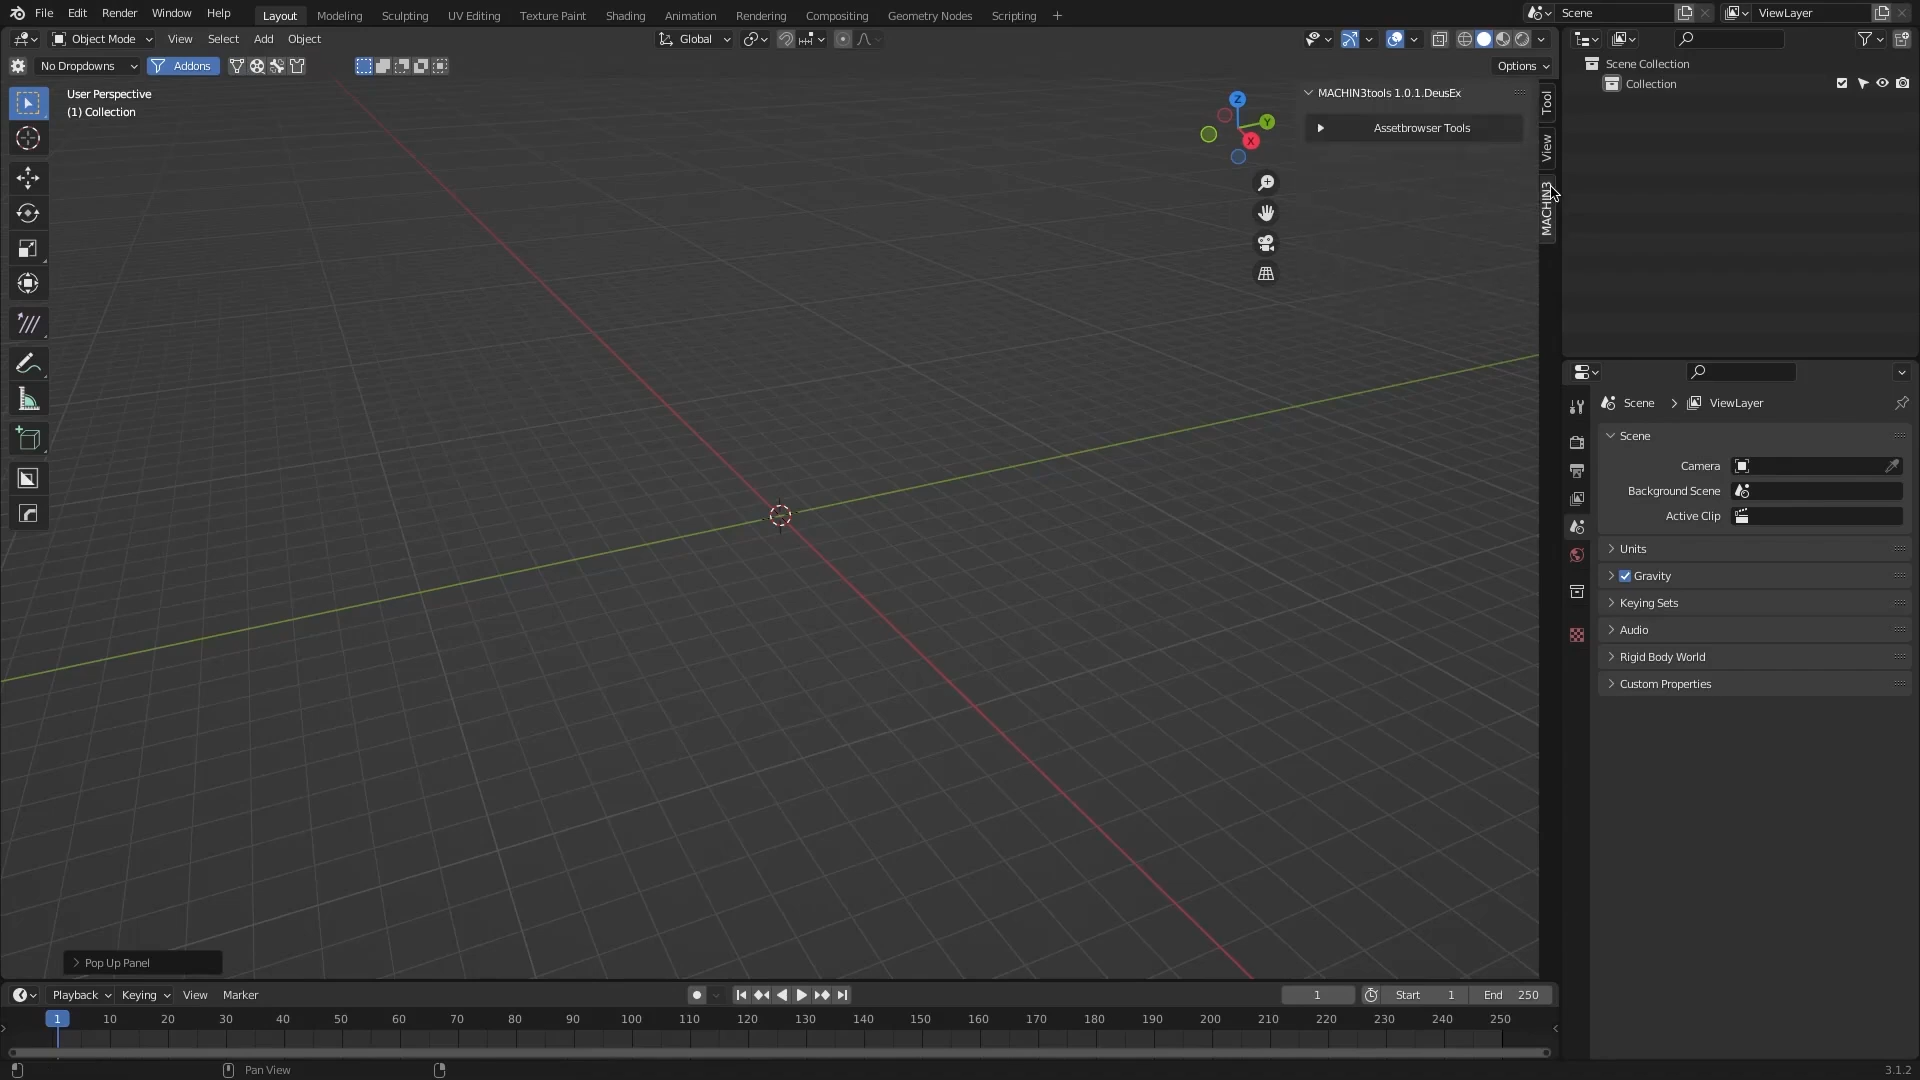 File Edit Render Window Help Layout Modeling Sculpting UV Editing Texture Paint Shading Animation Rendering Compositing Geometry Nodes Scripting + Scene ViewLayer
Object Mode View Select Add Object Global
No Dropdowns Addons Options
User Perspective
(1) Collection
Z
Y
X
MACHIN3tools 1.0.1.DeusEx
Assetbrowser Tools
Tool
View
MACHIN3
Scene Collection
Collection
Scene ViewLayer
Scene
Camera
Background Scene
Active Clip
Units
Gravity
Keying Sets
Audio
Rigid Body World
Custom Properties
Pop Up Panel
Playback Keying View Marker 1 Start 1 End 250
1 10 20 30 40 50 60 70 80 90 100 110 120 130 140 150 160 170 180 190 200 210 220 230 240 250
Pan View 3.1.2